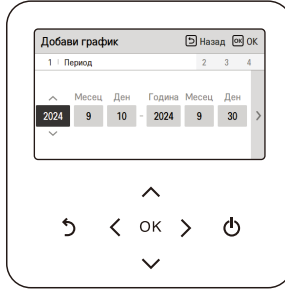 Добави график Назад OK OK
1 Период 2 3 4
Месец Ден Година Месец Ден
2024 9 10 - 2024 9 30
OK